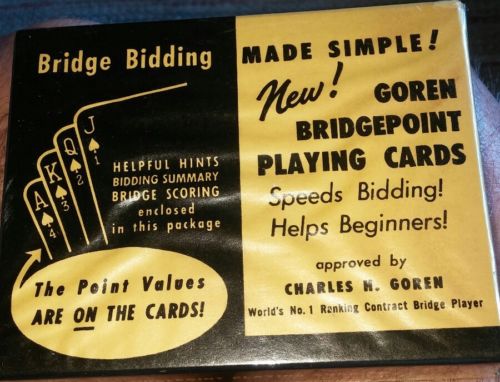 Bridge Bidding
J
1
Q
2
K
3
A
4
HELPFUL HINTS
BIDDING SUMMARY
BRIDGE SCORING
enclosed
in this package
The Point Values
ARE ON THE CARDS!
MADE SIMPLE!
New! GOREN
BRIDGEPOINT
PLAYING CARDS
Speeds Bidding!
Helps Beginners!
approved by
CHARLES H. GOREN
World's No. 1 Ranking Contract Bridge Player